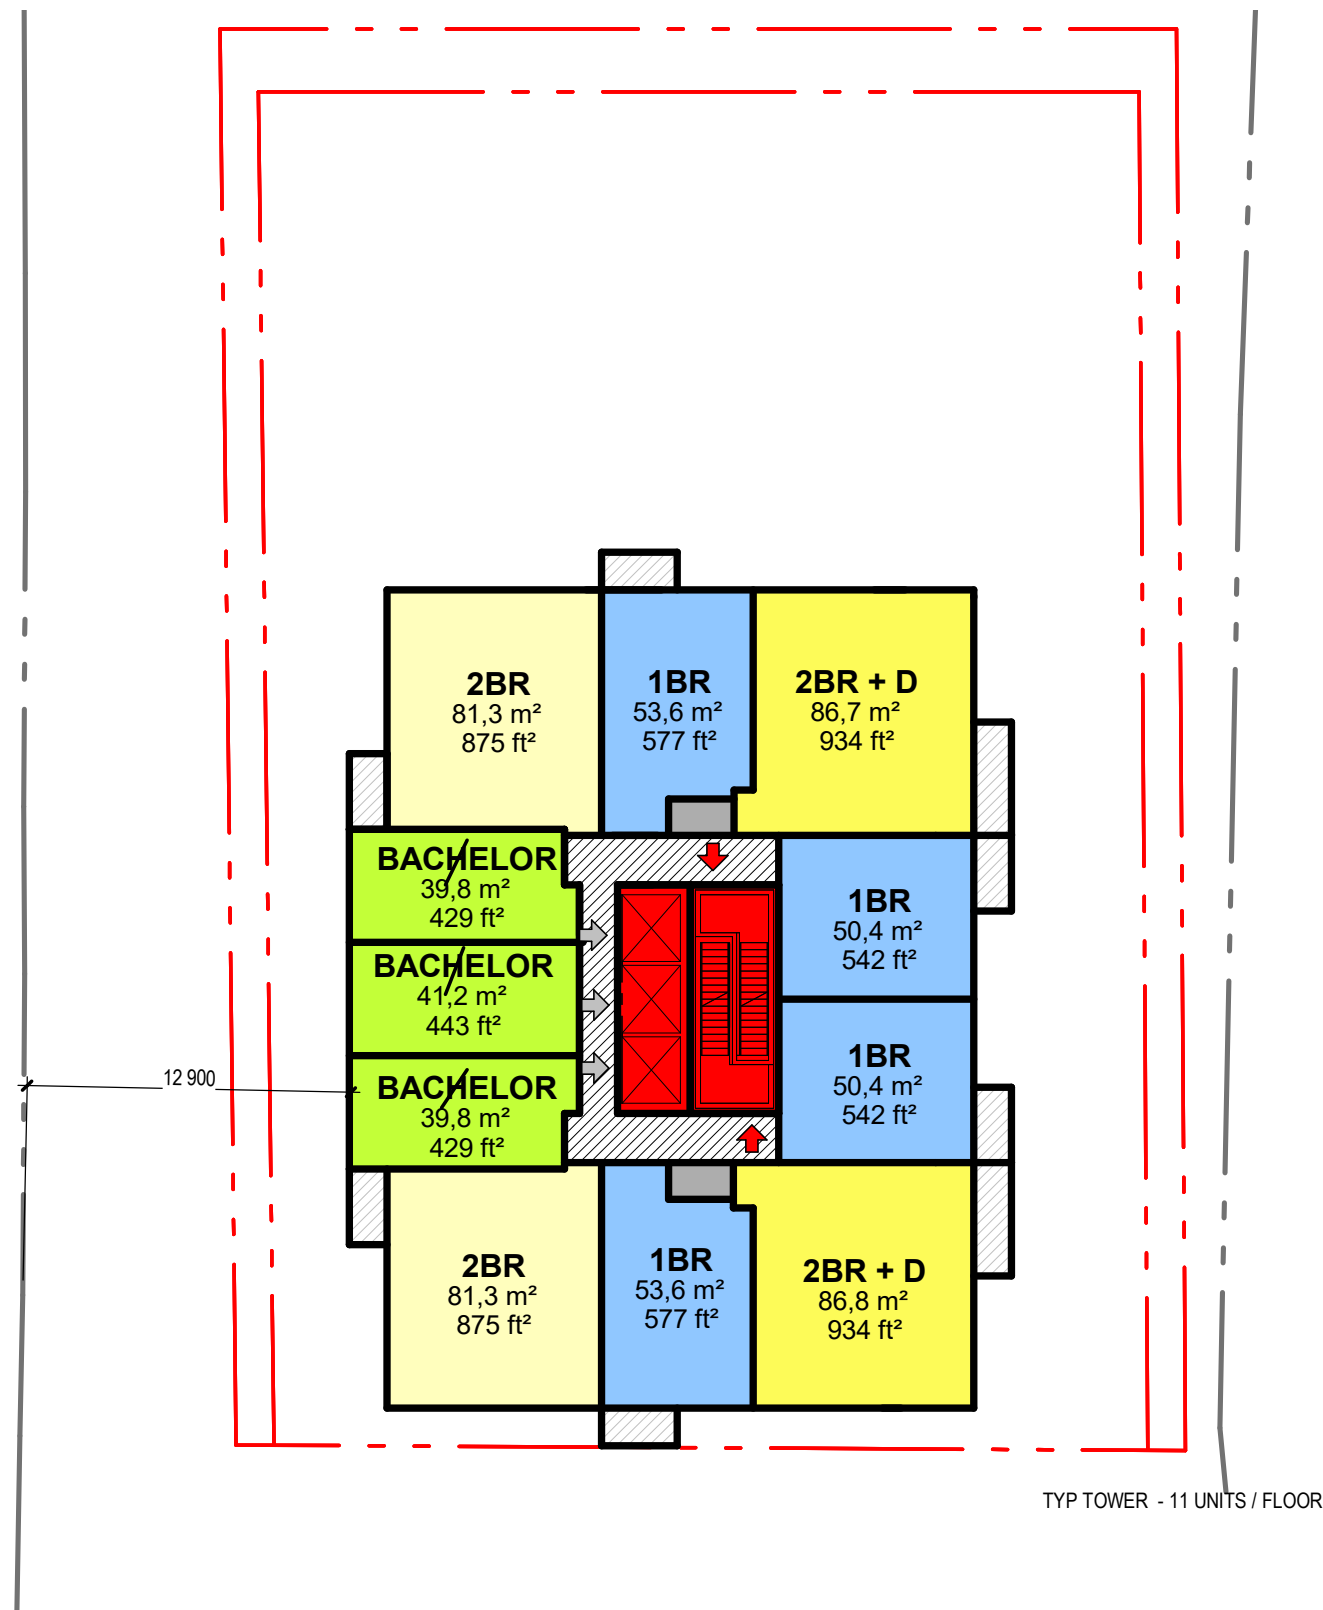 2BR
81,3 m²
875 ft²
1BR
53,6 m²
577 ft²
2BR + D
86,7 m²
934 ft²
BACHELOR
39,8 m²
429 ft²
BACHELOR
41,2 m²
443 ft²
BACHELOR
39,8 m²
429 ft²
1BR
50,4 m²
542 ft²
1BR
50,4 m²
542 ft²
12 900
2BR
81,3 m²
875 ft²
1BR
53,6 m²
577 ft²
2BR + D
86,8 m²
934 ft²
TYP TOWER - 11 UNITS / FLOOR